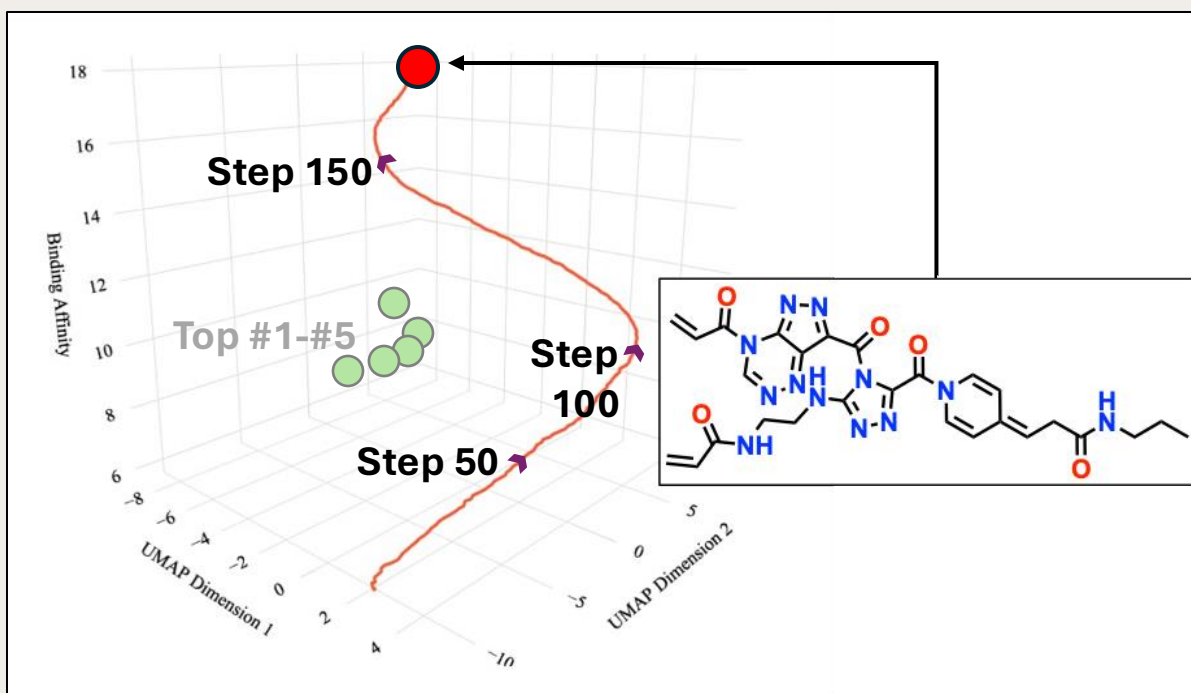 18
16
14
12
10
8
6
Binding Affinity
Step 150
Top #1-#5
Step
100
Step 50
-8
-6
-4
-2
0
2
4
UMAP Dimension 1
5
0
-5
-10
UMAP Dimension 2
O
N N
O
N
O
N
N
H
N
N
N
N N
O
NH
N
H
N
O